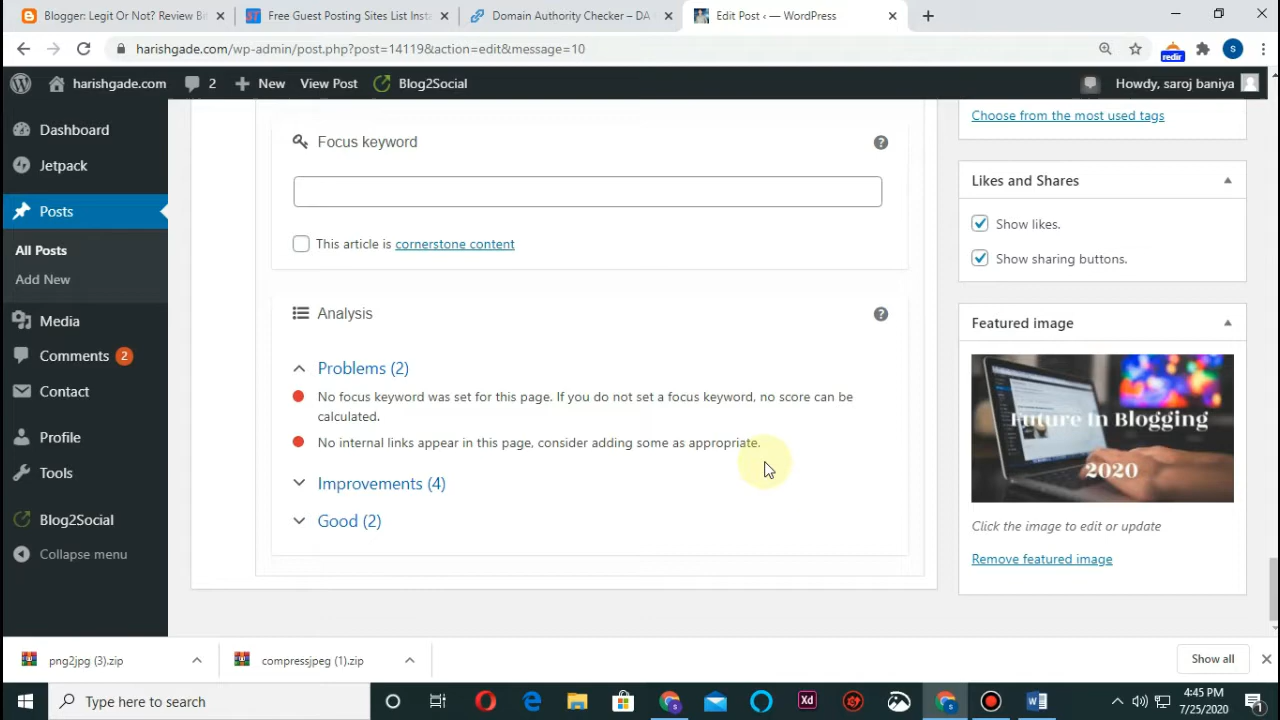 Blogger: Legit Or Not? Review Bi
Free Guest Posting Sites List Insta
Domain Authority Checker – DA
Edit Post ‹ — WordPress
harishgade.com/wp-admin/post.php?post=14119&action=edit&message=10
S
redir
harishgade.com
2
New
View Post
Blog2Social
Howdy, saroj baniya
Dashboard
Jetpack
Posts
All Posts
Add New
Media
Comments 2
Contact
Profile
Tools
Blog2Social
Collapse menu
Focus keyword
This article is cornerstone content
Analysis
Problems (2)
No focus keyword was set for this page. If you do not set a focus keyword, no score can be
calculated.
No internal links appear in this page, consider adding some as appropriate.
Improvements (4)
Good (2)
Choose from the most used tags
Likes and Shares
Show likes.
Show sharing buttons.
Featured image
Future In Blogging
2020
Click the image to edit or update
Remove featured image
png2jpg (3).zip
compressjpeg (1).zip
Show all
Type here to search
Xd
4:45 PM
7/25/2020
1